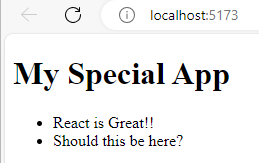 localhost:5173
My Special App
• React is Great!!
• Should this be here?